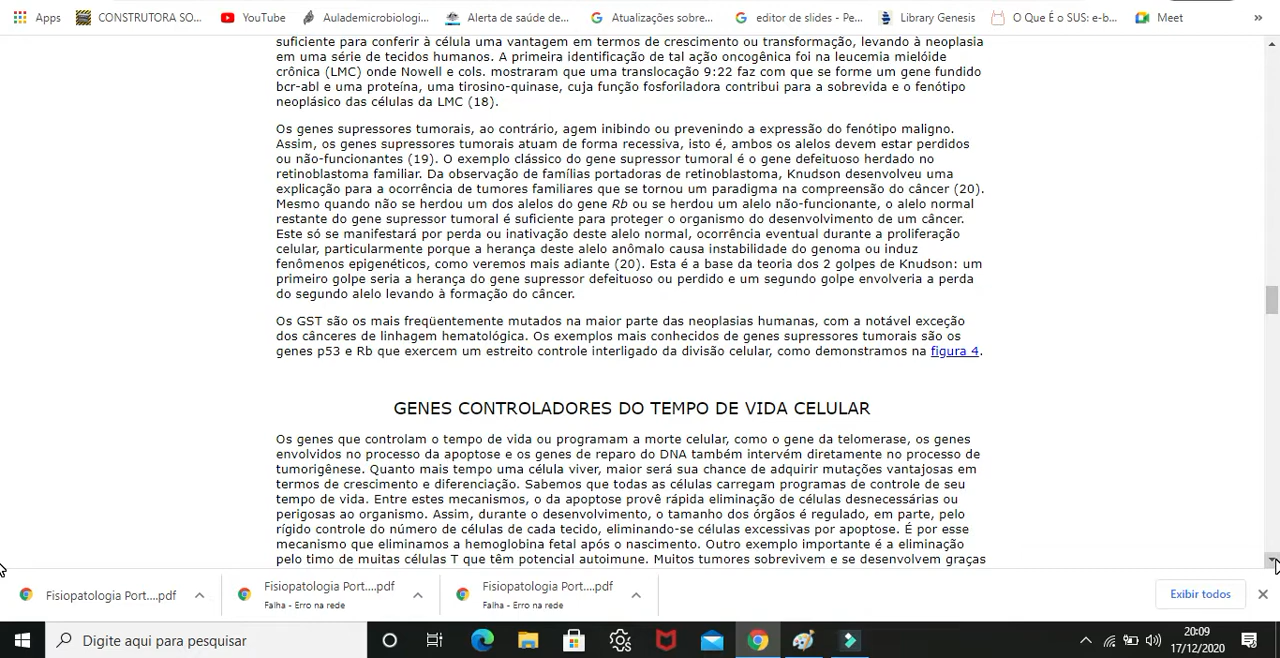 Apps CONSTRUTORA SO... YouTube Aulademicrobiologi... Alerta de saúde de... Atualizações sobre... editor de slides - Pe... Library Genesis O Que É o SUS: e-b... Meet »
suficiente para conferir à célula uma vantagem em termos de crescimento ou transformação, levando à neoplasia
em uma série de tecidos humanos. A primeira identificação de tal ação oncogênica foi na leucemia mielóide
crônica (LMC) onde Nowell e cols. mostraram que uma translocação 9:22 faz com que se forme um gene fundido
bcr-abl e uma proteína, uma tirosino-quinase, cuja função fosforiladora contribui para a sobrevida e o fenótipo
neoplásico das células da LMC (18).
Os genes supressores tumorais, ao contrário, agem inibindo ou prevenindo a expressão do fenótipo maligno.
Assim, os genes supressores tumorais atuam de forma recessiva, isto é, ambos os alelos devem estar perdidos
ou não-funcionantes (19). O exemplo clássico do gene supressor tumoral é o gene defeituoso herdado no
retinoblastoma familiar. Da observação de famílias portadoras de retinoblastoma, Knudson desenvolveu uma
explicação para a ocorrência de tumores familiares que se tornou um paradigma na compreensão do câncer (20).
Mesmo quando não se herdou um dos alelos do gene Rb ou se herdou um alelo não-funcionante, o alelo normal
restante do gene supressor tumoral é suficiente para proteger o organismo do desenvolvimento de um câncer.
Este só se manifestará por perda ou inativação deste alelo normal, ocorrência eventual durante a proliferação
celular, particularmente porque a herança deste alelo anômalo causa instabilidade do genoma ou induz
fenômenos epigenéticos, como veremos mais adiante (20). Esta é a base da teoria dos 2 golpes de Knudson: um
primeiro golpe seria a herança do gene supressor defeituoso ou perdido e um segundo golpe envolveria a perda
do segundo alelo levando à formação do câncer.
Os GST são os mais freqüentemente mutados na maior parte das neoplasias humanas, com a notável exceção
dos cânceres de linhagem hematológica. Os exemplos mais conhecidos de genes supressores tumorais são os
genes p53 e Rb que exercem um estreito controle interligado da divisão celular, como demonstramos na figura 4.
GENES CONTROLADORES DO TEMPO DE VIDA CELULAR
Os genes que controlam o tempo de vida ou programam a morte celular, como o gene da telomerase, os genes
envolvidos no processo da apoptose e os genes de reparo do DNA também intervém diretamente no processo de
tumorigênese. Quanto mais tempo uma célula viver, maior será sua chance de adquirir mutações vantajosas em
termos de crescimento e diferenciação. Sabemos que todas as células carregam programas de controle de seu
tempo de vida. Entre estes mecanismos, o da apoptose provê rápida eliminação de células desnecessárias ou
perigosas ao organismo. Assim, durante o desenvolvimento, o tamanho dos órgãos é regulado, em parte, pelo
rígido controle do número de células de cada tecido, eliminando-se células excessivas por apoptose. É por esse
mecanismo que eliminamos a hemoglobina fetal após o nascimento. Outro exemplo importante é a eliminação
pelo timo de muitas células T que têm potencial autoimune. Muitos tumores sobrevivem e se desenvolvem graças
Fisiopatologia Port....pdf Fisiopatologia Port....pdf Fisiopatologia Port....pdf Exibir todos
Falha - Erro na rede Falha - Erro na rede
Digite aqui para pesquisar
20:09
17/12/2020